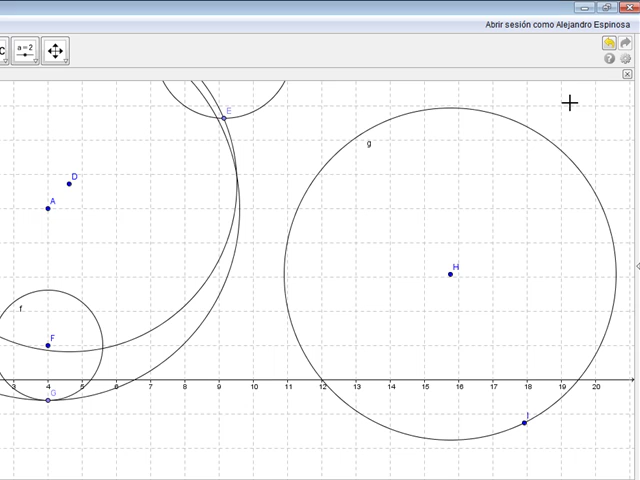 Abrir sesión como Alejandro Espinosa
a = 2
E
g
D
A
H
f
F
3 4 5 6 7 8 9 10 11 12 13 14 15 16 17 18 19 20
G
I